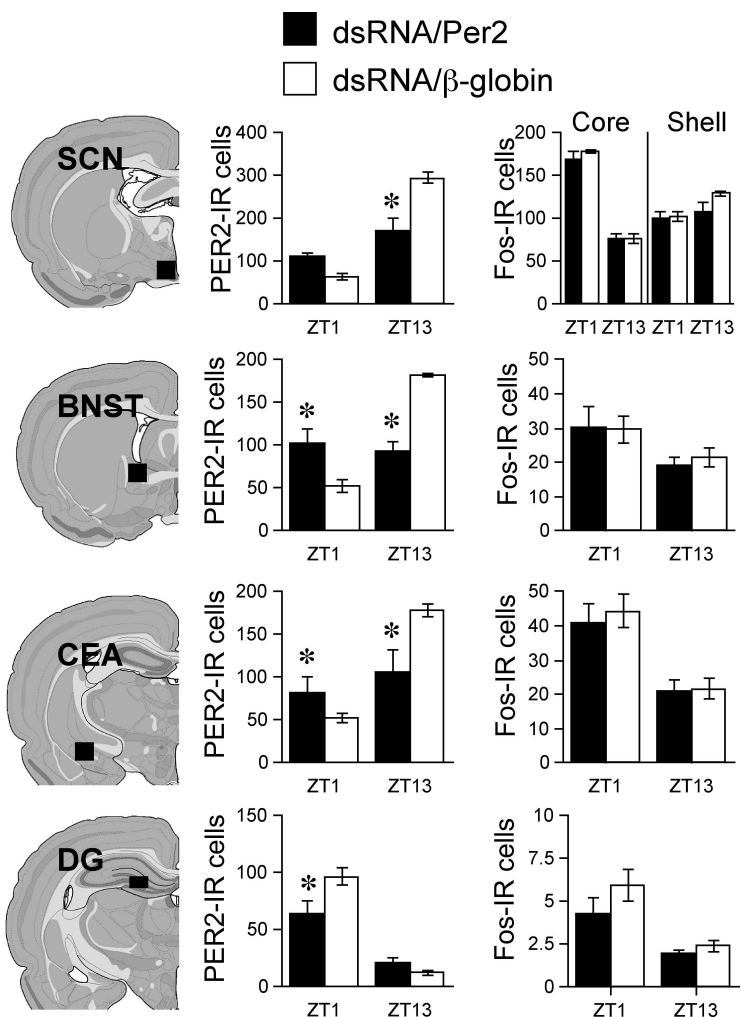 dsRNA/Per2
dsRNA/β-globin
SCN
PER2-IR cells
400
300
200
100
0
*
ZT1 ZT13
Fos-IR cells
Core Shell
200
150
100
50
0
ZT1 ZT13 ZT1 ZT13
BNST
PER2-IR cells
200
150
100
50
0
* *
ZT1 ZT13
Fos-IR cells
50
40
30
20
10
0
ZT1 ZT13
CEA
PER2-IR cells
200
150
100
50
0
* *
ZT1 ZT13
Fos-IR cells
50
40
30
20
10
0
ZT1 ZT13
DG
PER2-IR cells
150
100
50
0
*
ZT1 ZT13
Fos-IR cells
10
7.5
5
2.5
0
ZT1 ZT13